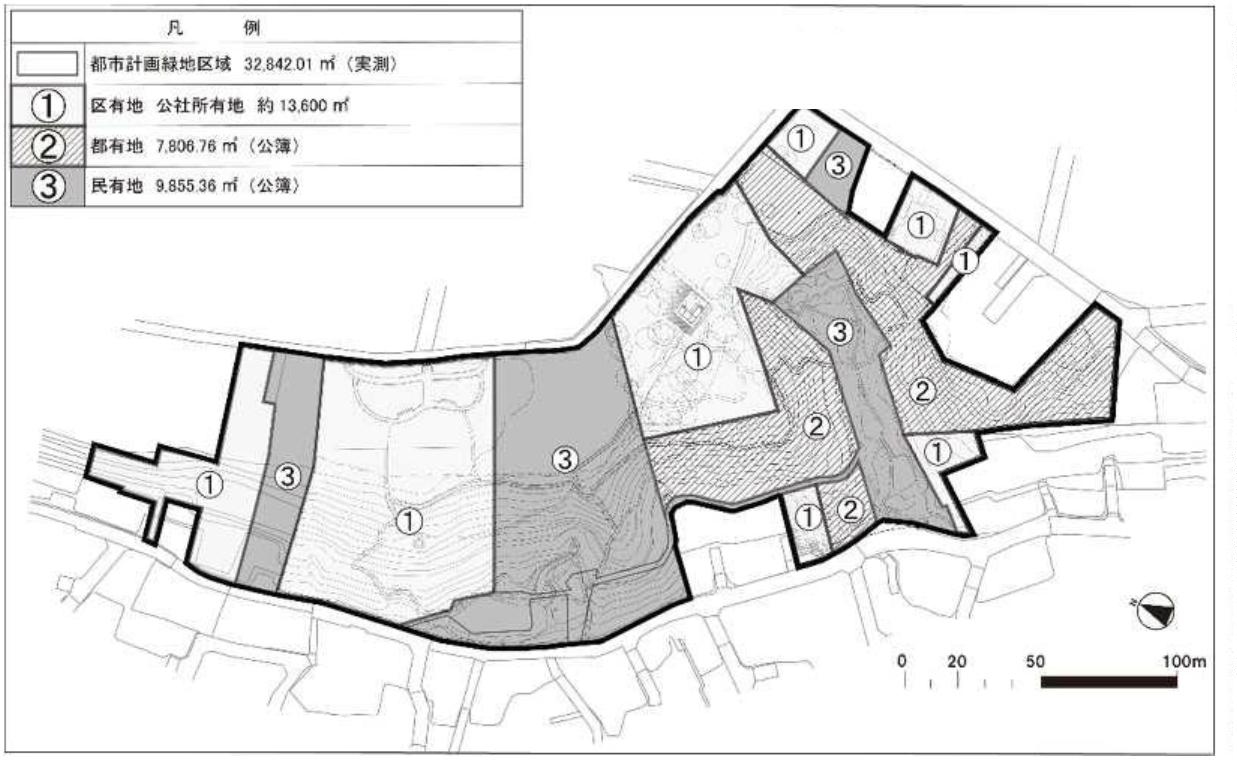 凡　例
都市計画緑地区域 32,842.01 ㎡（実測）
① 区有地 公社所有地 約 13,600 ㎡
② 都有地 7,806.76 ㎡（公簿）
③ 民有地 9,855.36 ㎡（公簿）
①
③
①
①
③
①
③
②
①
②
①
③
①
③
①
①
②
N
0 20 50 100m